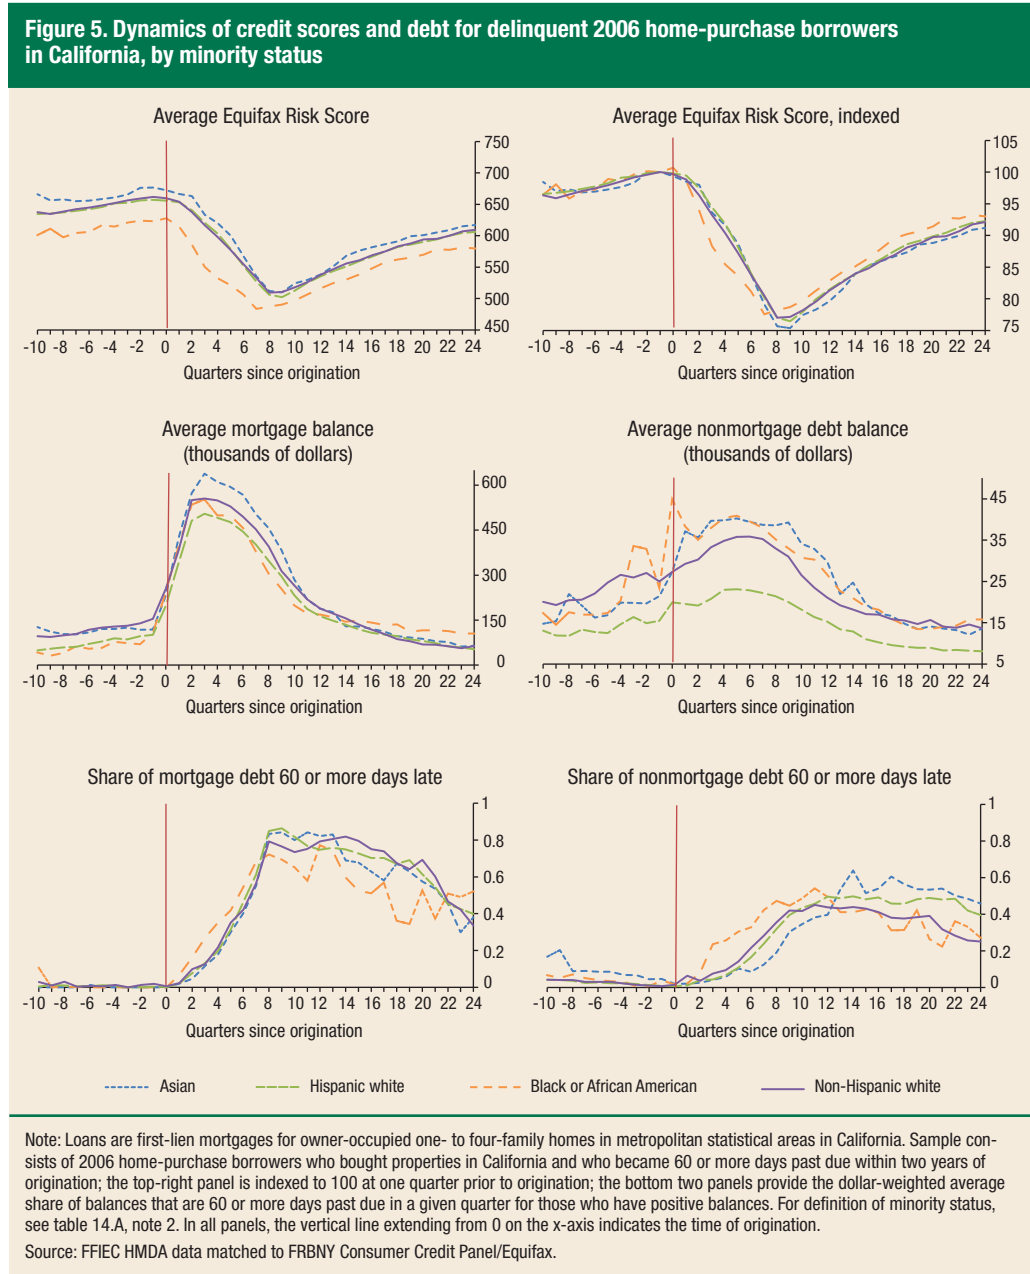 Figure 5. Dynamics of credit scores and debt for delinquent 2006 home-purchase borrowers
in California, by minority status
Average Equifax Risk Score
750
700
650
600
550
500
450
-10 -8 -6 -4 -2 0 2 4 6 8 10 12 14 16 18 20 22 24
Quarters since origination
Average Equifax Risk Score, indexed
105
100
95
90
85
80
75
-10 -8 -6 -4 -2 0 2 4 6 8 10 12 14 16 18 20 22 24
Quarters since origination
Average mortgage balance
(thousands of dollars)
600
450
300
150
0
-10 -8 -6 -4 -2 0 2 4 6 8 10 12 14 16 18 20 22 24
Quarters since origination
Average nonmortgage debt balance
(thousands of dollars)
45
35
25
15
5
-10 -8 -6 -4 -2 0 2 4 6 8 10 12 14 16 18 20 22 24
Quarters since origination
Share of mortgage debt 60 or more days late
1
0.8
0.6
0.4
0.2
0
-10 -8 -6 -4 -2 0 2 4 6 8 10 12 14 16 18 20 22 24
Quarters since origination
Share of nonmortgage debt 60 or more days late
1
0.8
0.6
0.4
0.2
0
-10 -8 -6 -4 -2 0 2 4 6 8 10 12 14 16 18 20 22 24
Quarters since origination
Asian Hispanic white Black or African American Non-Hispanic white
Note: Loans are first-lien mortgages for owner-occupied one- to four-family homes in metropolitan statistical areas in California. Sample con-
sists of 2006 home-purchase borrowers who bought properties in California and who became 60 or more days past due within two years of
origination; the top-right panel is indexed to 100 at one quarter prior to origination; the bottom two panels provide the dollar-weighted average
share of balances that are 60 or more days past due in a given quarter for those who have positive balances. For definition of minority status,
see table 14.A, note 2. In all panels, the vertical line extending from 0 on the x-axis indicates the time of origination.
Source: FFIEC HMDA data matched to FRBNY Consumer Credit Panel/Equifax.